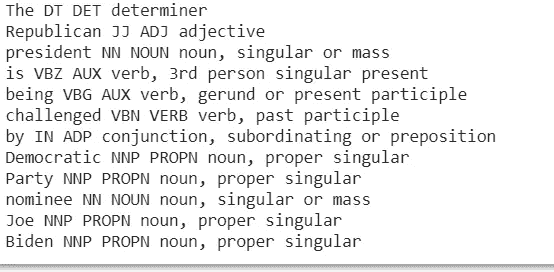 The DT DET determiner
Republican JJ ADJ adjective
president NN NOUN noun, singular or mass
is VBZ AUX verb, 3rd person singular present
being VBG AUX verb, gerund or present participle
challenged VBN VERB verb, past participle
by IN ADP conjunction, subordinating or preposition
Democratic NNP PROPN noun, proper singular
Party NNP PROPN noun, proper singular
nominee NN NOUN noun, singular or mass
Joe NNP PROPN noun, proper singular
Biden NNP PROPN noun, proper singular